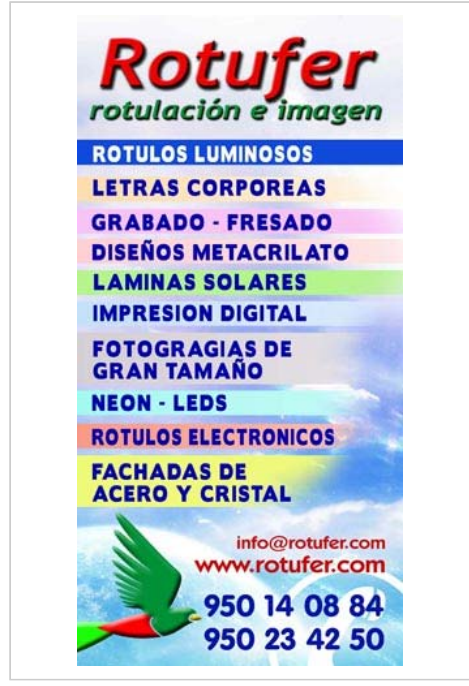 Rotufer
rotulación e imagen
ROTULOS LUMINOSOS
LETRAS CORPOREAS
GRABADO - FRESADO
DISEÑOS METACRILATO
LAMINAS SOLARES
IMPRESION DIGITAL
FOTOGRAGIAS DE
GRAN TAMAÑO
NEON - LEDS
ROTULOS ELECTRONICOS
FACHADAS DE
ACERO Y CRISTAL
info@rotufer.com
www.rotufer.com
950 14 08 84
950 23 42 50